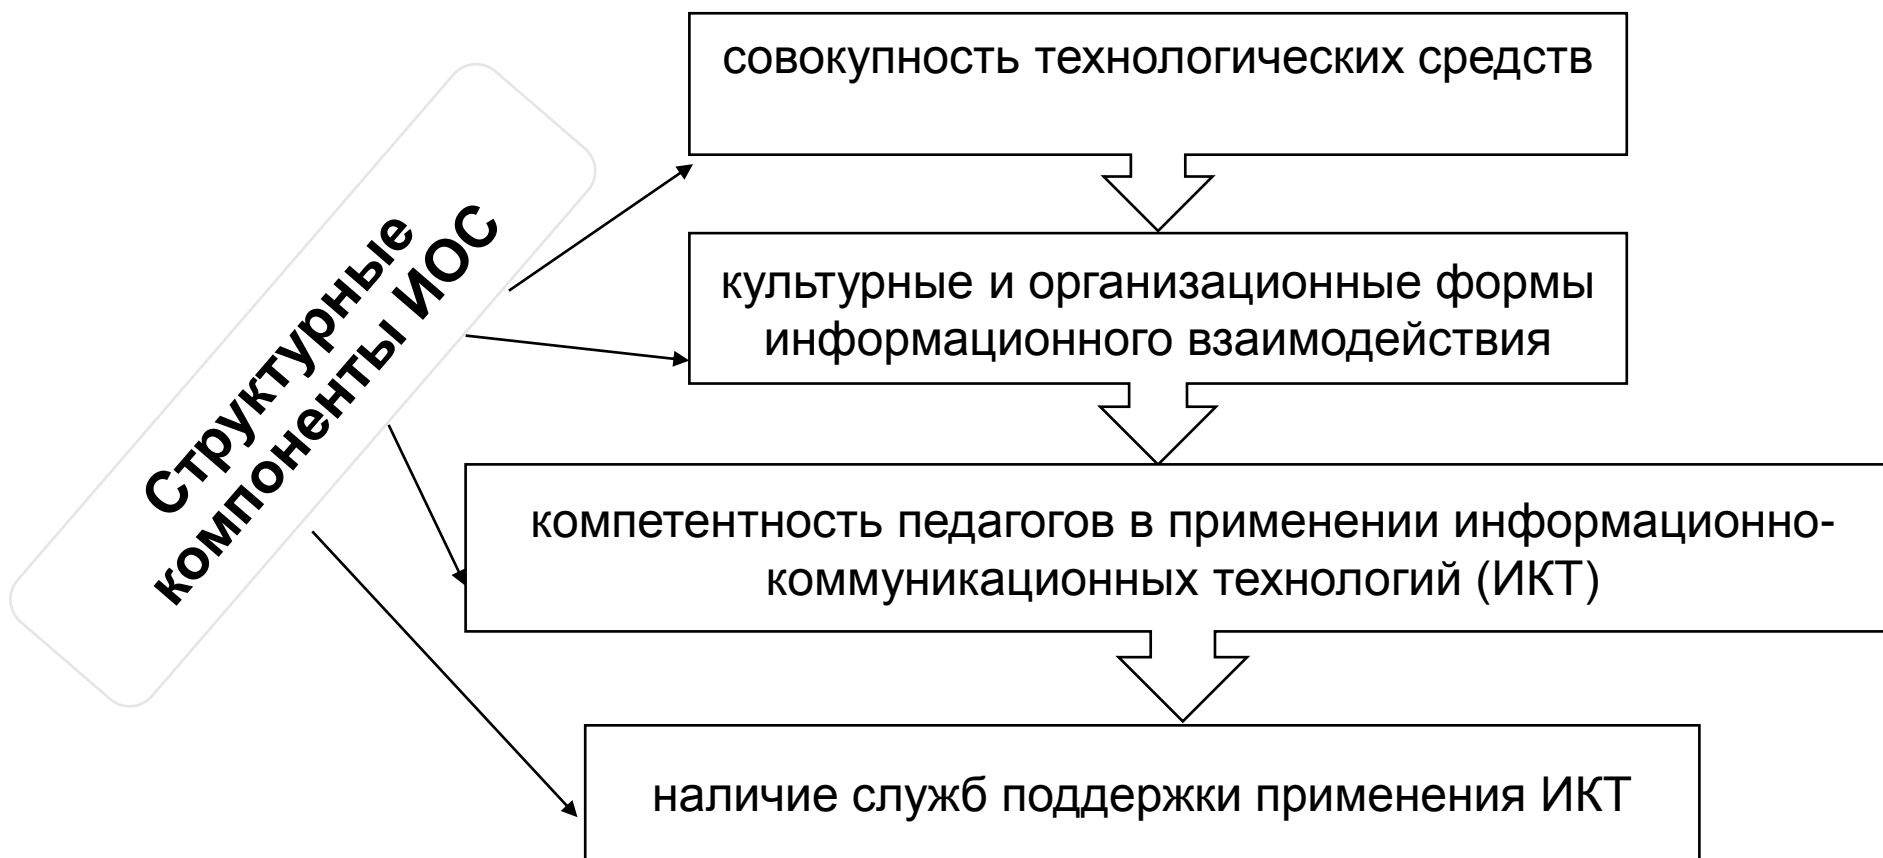 Структурные
компоненты ИОС
совокупность технологических средств
культурные и организационные формы
информационного взаимодействия
компетентность педагогов в применении информационно-
коммуникационных технологий (ИКТ)
наличие служб поддержки применения ИКТ